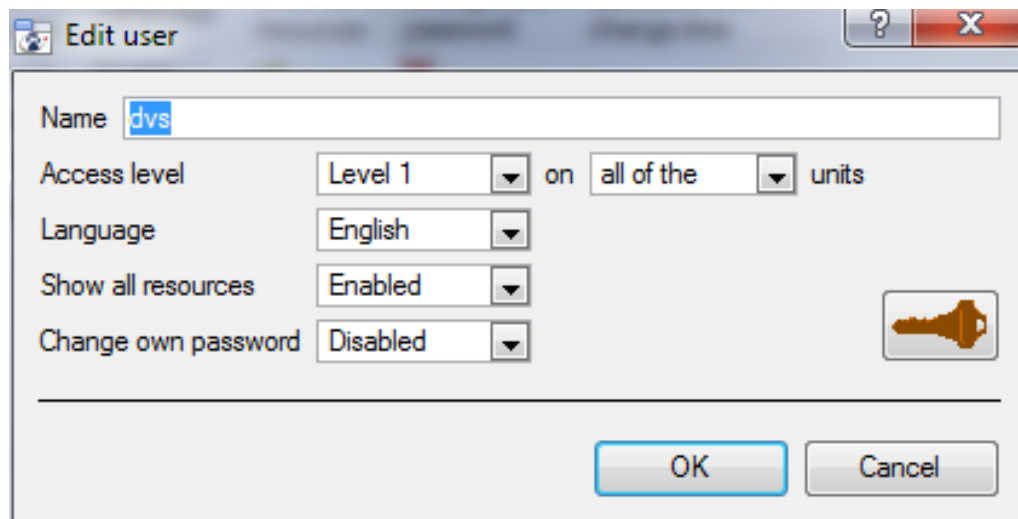 Edit user
?
Name dvs
Access level Level 1 on all of the units
Language English
Show all resources Enabled
Change own password Disabled
OK Cancel